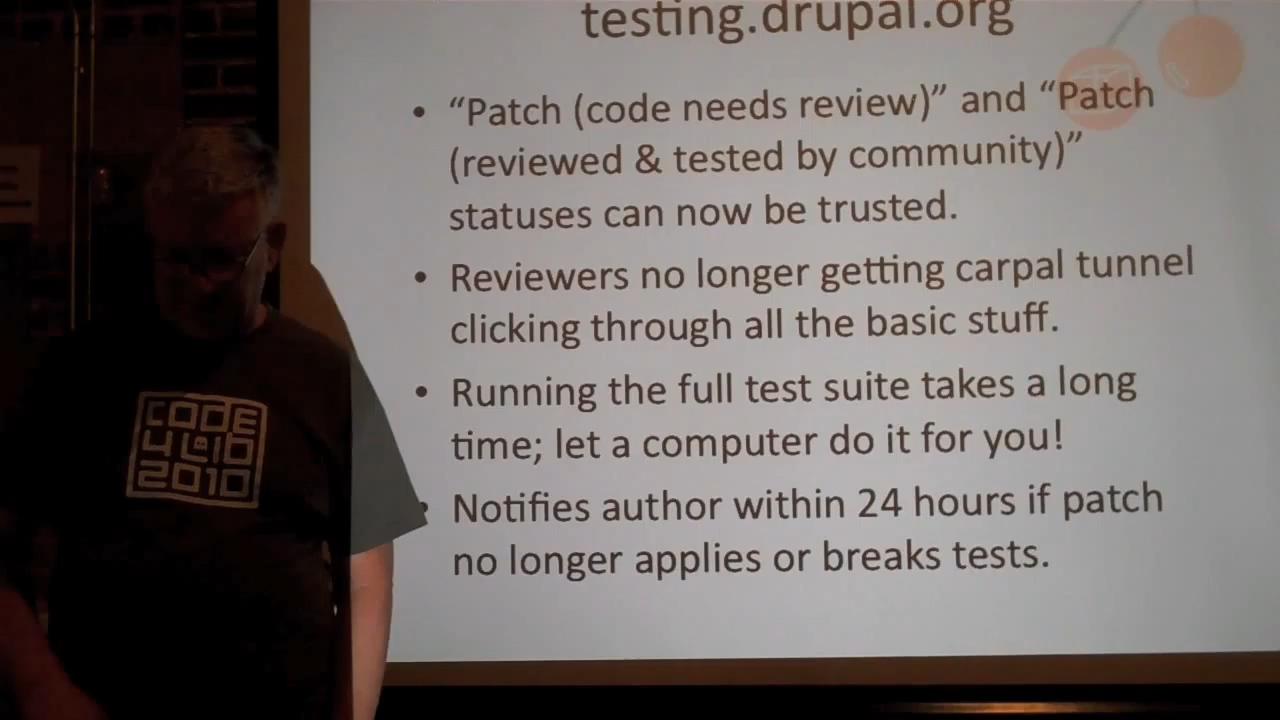 testing.drupal.org
• “Patch (code needs review)” and “Patch
(reviewed & tested by community)”
statuses can now be trusted.
• Reviewers no longer getting carpal tunnel
clicking through all the basic stuff.
• Running the full test suite takes a long
time; let a computer do it for you!
• Notifies author within 24 hours if patch
no longer applies or breaks tests.
CODE
4LIB
2010